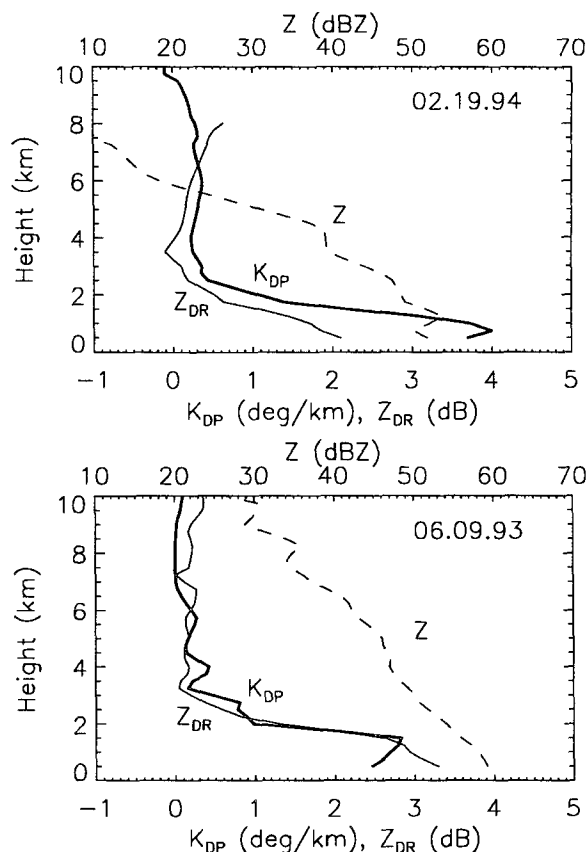 Z (dBZ)
10 20 30 40 50 60 70
10
8
6
4
2
0
Height (km)
02.19.94
Z
K_DP
Z_DR
−1 0 1 2 3 4 5
K_DP (deg/km), Z_DR (dB)
Z (dBZ)
10 20 30 40 50 60 70
10
8
6
4
2
0
Height (km)
06.09.93
Z
K_DP
Z_DR
−1 0 1 2 3 4 5
K_DP (deg/km), Z_DR (dB)